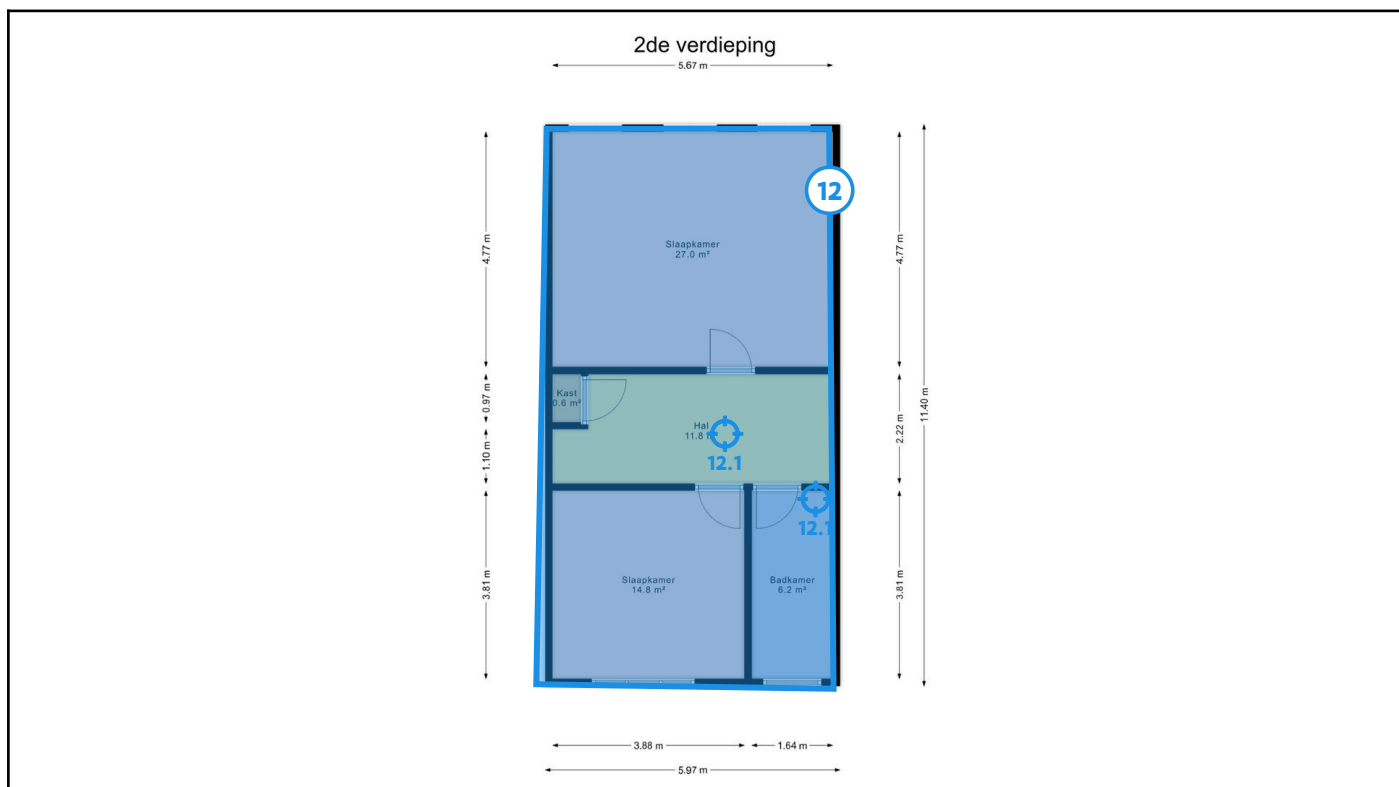 2de verdieping
5.67 m
12
4.77 m
4.77 m
Slaapkamer
27.0 m²
11.40 m
0.97 m
Kast
0.6 m²
2.22 m
Hal
11.8
12.1
1.10 m
12.1
3.81 m
3.81 m
Slaapkamer
14.8 m²
Badkamer
6.2 m²
3.88 m
1.64 m
5.97 m